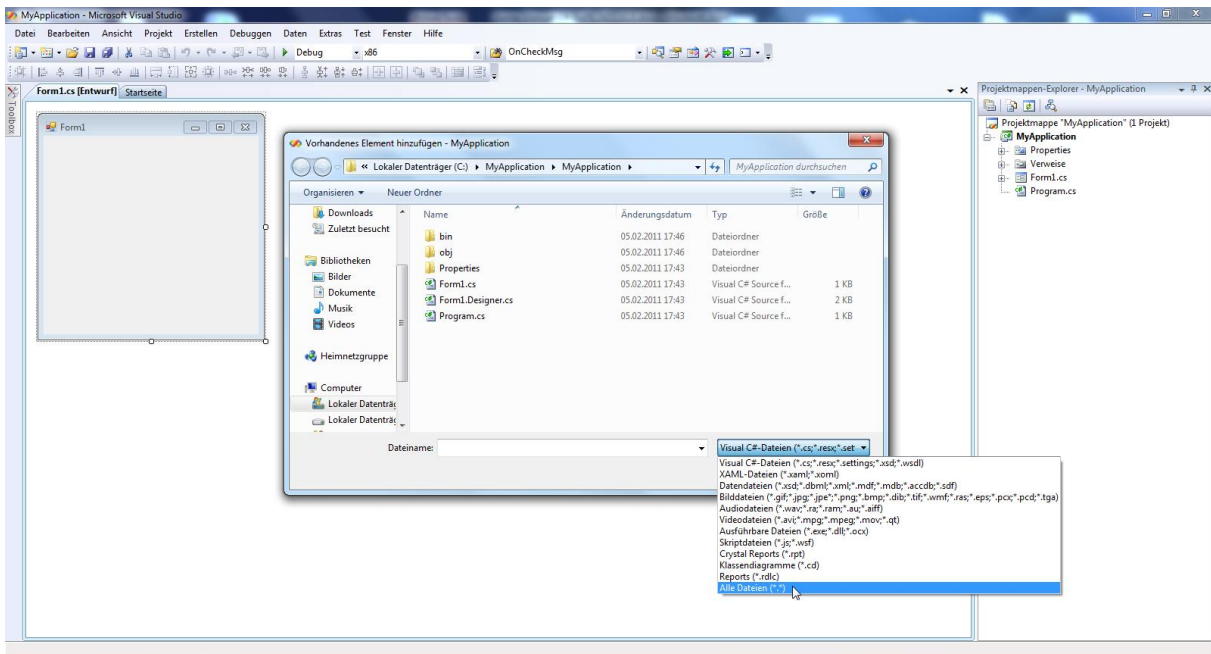 MyApplication - Microsoft Visual Studio
Datei Bearbeiten Ansicht Projekt Erstellen Debuggen Daten Extras Test Fenster Hilfe
Debug x86 OnCheckMsg
Toolbox
Form1.cs [Entwurf] Startseite
Form1
Vorhandenes Element hinzufügen - MyApplication
« Lokaler Datenträger (C:) MyApplication MyApplication
MyApplication durchsuchen
Organisieren Neuer Ordner
Downloads
Zuletzt besucht
Bibliotheken
Bilder
Dokumente
Musik
Videos
Heimnetzgruppe
Computer
Lokaler Datenträg
Lokaler Datenträg
Name Änderungsdatum Typ Größe
bin 05.02.2011 17:46 Dateiordner
obj 05.02.2011 17:46 Dateiordner
Properties 05.02.2011 17:43 Dateiordner
Form1.cs 05.02.2011 17:43 Visual C# Source f... 1 KB
Form1.Designer.cs 05.02.2011 17:43 Visual C# Source f... 2 KB
Program.cs 05.02.2011 17:43 Visual C# Source f... 1 KB
Dateiname:
Visual C#-Dateien (*.cs;*.resx;*.set
Visual C#-Dateien (*.cs;*.resx;*.settings;*.xsd;*.wsdl)
XAML-Dateien (*.xaml;*.xoml)
Datendateien (*.xsd;*.dbml;*.xml;*.mdf;*.mdb;*.accdb;*.sdf)
Bilddateien (*.gif;*.jpg;*.jpe*;*.png;*.bmp;*.dib;*.tif;*.wmf;*.ras;*.eps;*.pcx;*.pcd;*.tga)
Audiodateien (*.wav;*.ra;*.ram;*.au;*.aiff)
Videodateien (*.avi;*.mpg;*.mpeg;*.mov;*.qt)
Ausführbare Dateien (*.exe;*.dll;*.ocx)
Skriptdateien (*.js;*.wsf)
Crystal Reports (*.rpt)
Klassendiagramme (*.cd)
Reports (*.rdlc)
Alle Dateien (*.*)
Projektmappen-Explorer - MyApplication
Projektmappe "MyApplication" (1 Projekt)
MyApplication
Properties
Verweise
Form1.cs
Program.cs